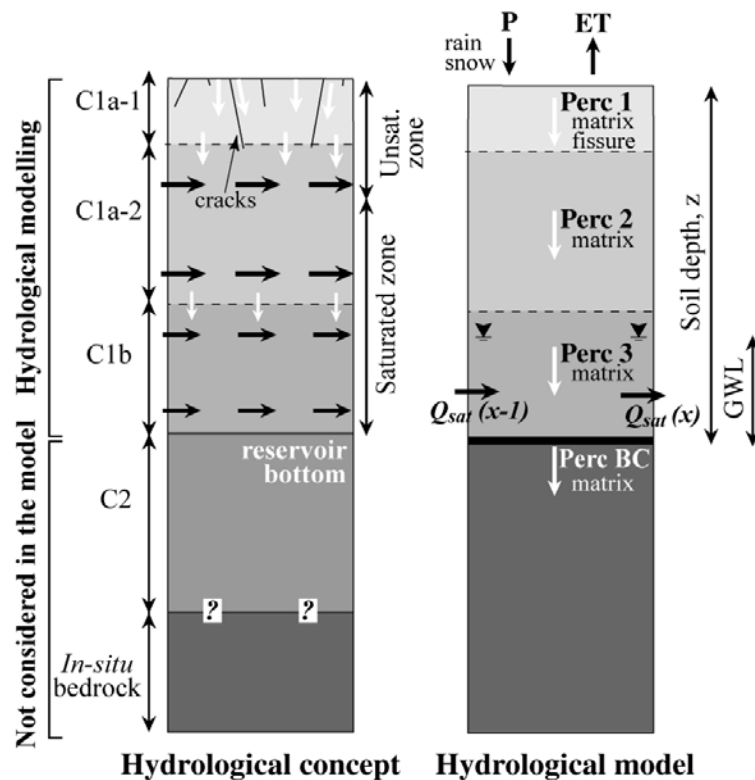 P
ET
rain
snow
Hydrological modelling
Not considered in the model
C1a-1
C1a-2
C1b
C2
In-situ
bedrock
cracks
Unsat.
zone
Saturated zone
reservoir
bottom
?
?
Hydrological concept
Perc 1
matrix
fissure
Perc 2
matrix
Perc 3
matrix
Qsat (x-1)
Qsat (x)
Perc BC
matrix
Soil depth, z
GWL
Hydrological model